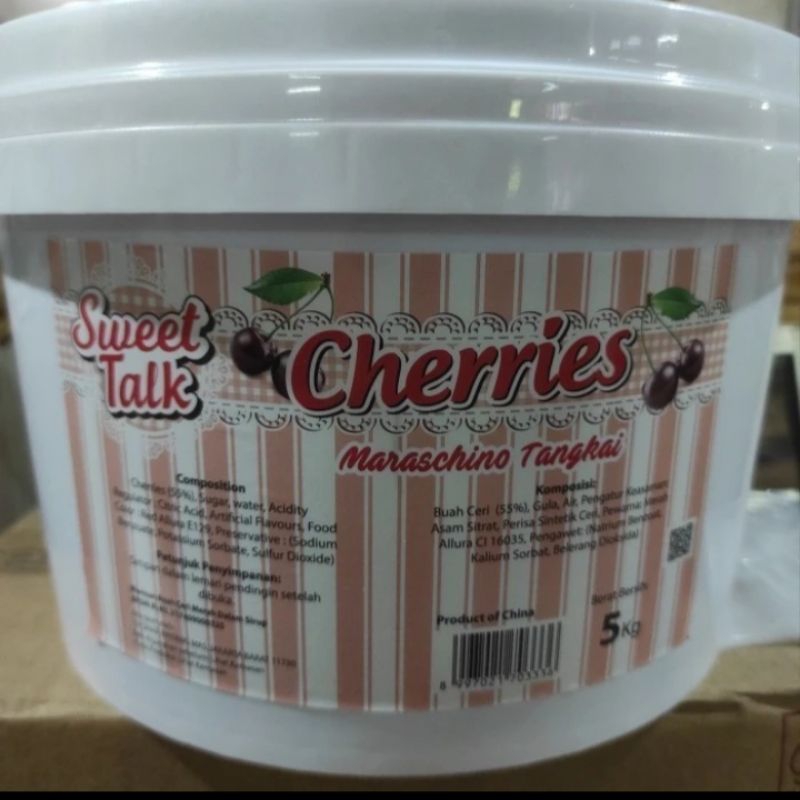 Sweet
Talk
Cherries
Maraschino Tangkai
Composition
Cherries (55%), Sugar, water, Acidity
Regulator : Citric Acid, Artificial Flavours, Food
Color : Red Allura E129, Preservative : (Sodium
Benzoate, Potassium Sorbate, Sulfur Dioxide)
Petunjuk Penyimpanan:
Simpan dalam lemari pendingin setelah
dibuka.
Komposisi:
Buah Ceri (55%), Gula, Air, Pengatur Keasaman
Asam Sitrat, Perisa Sintetik Ceri, Pewarna: Merah
Allura CI 16035, Pengawet: (Natrium Benzoat,
Kalium Sorbat, Belerang Dioksida)
Product of China
Berat Bersih:
5 Kg